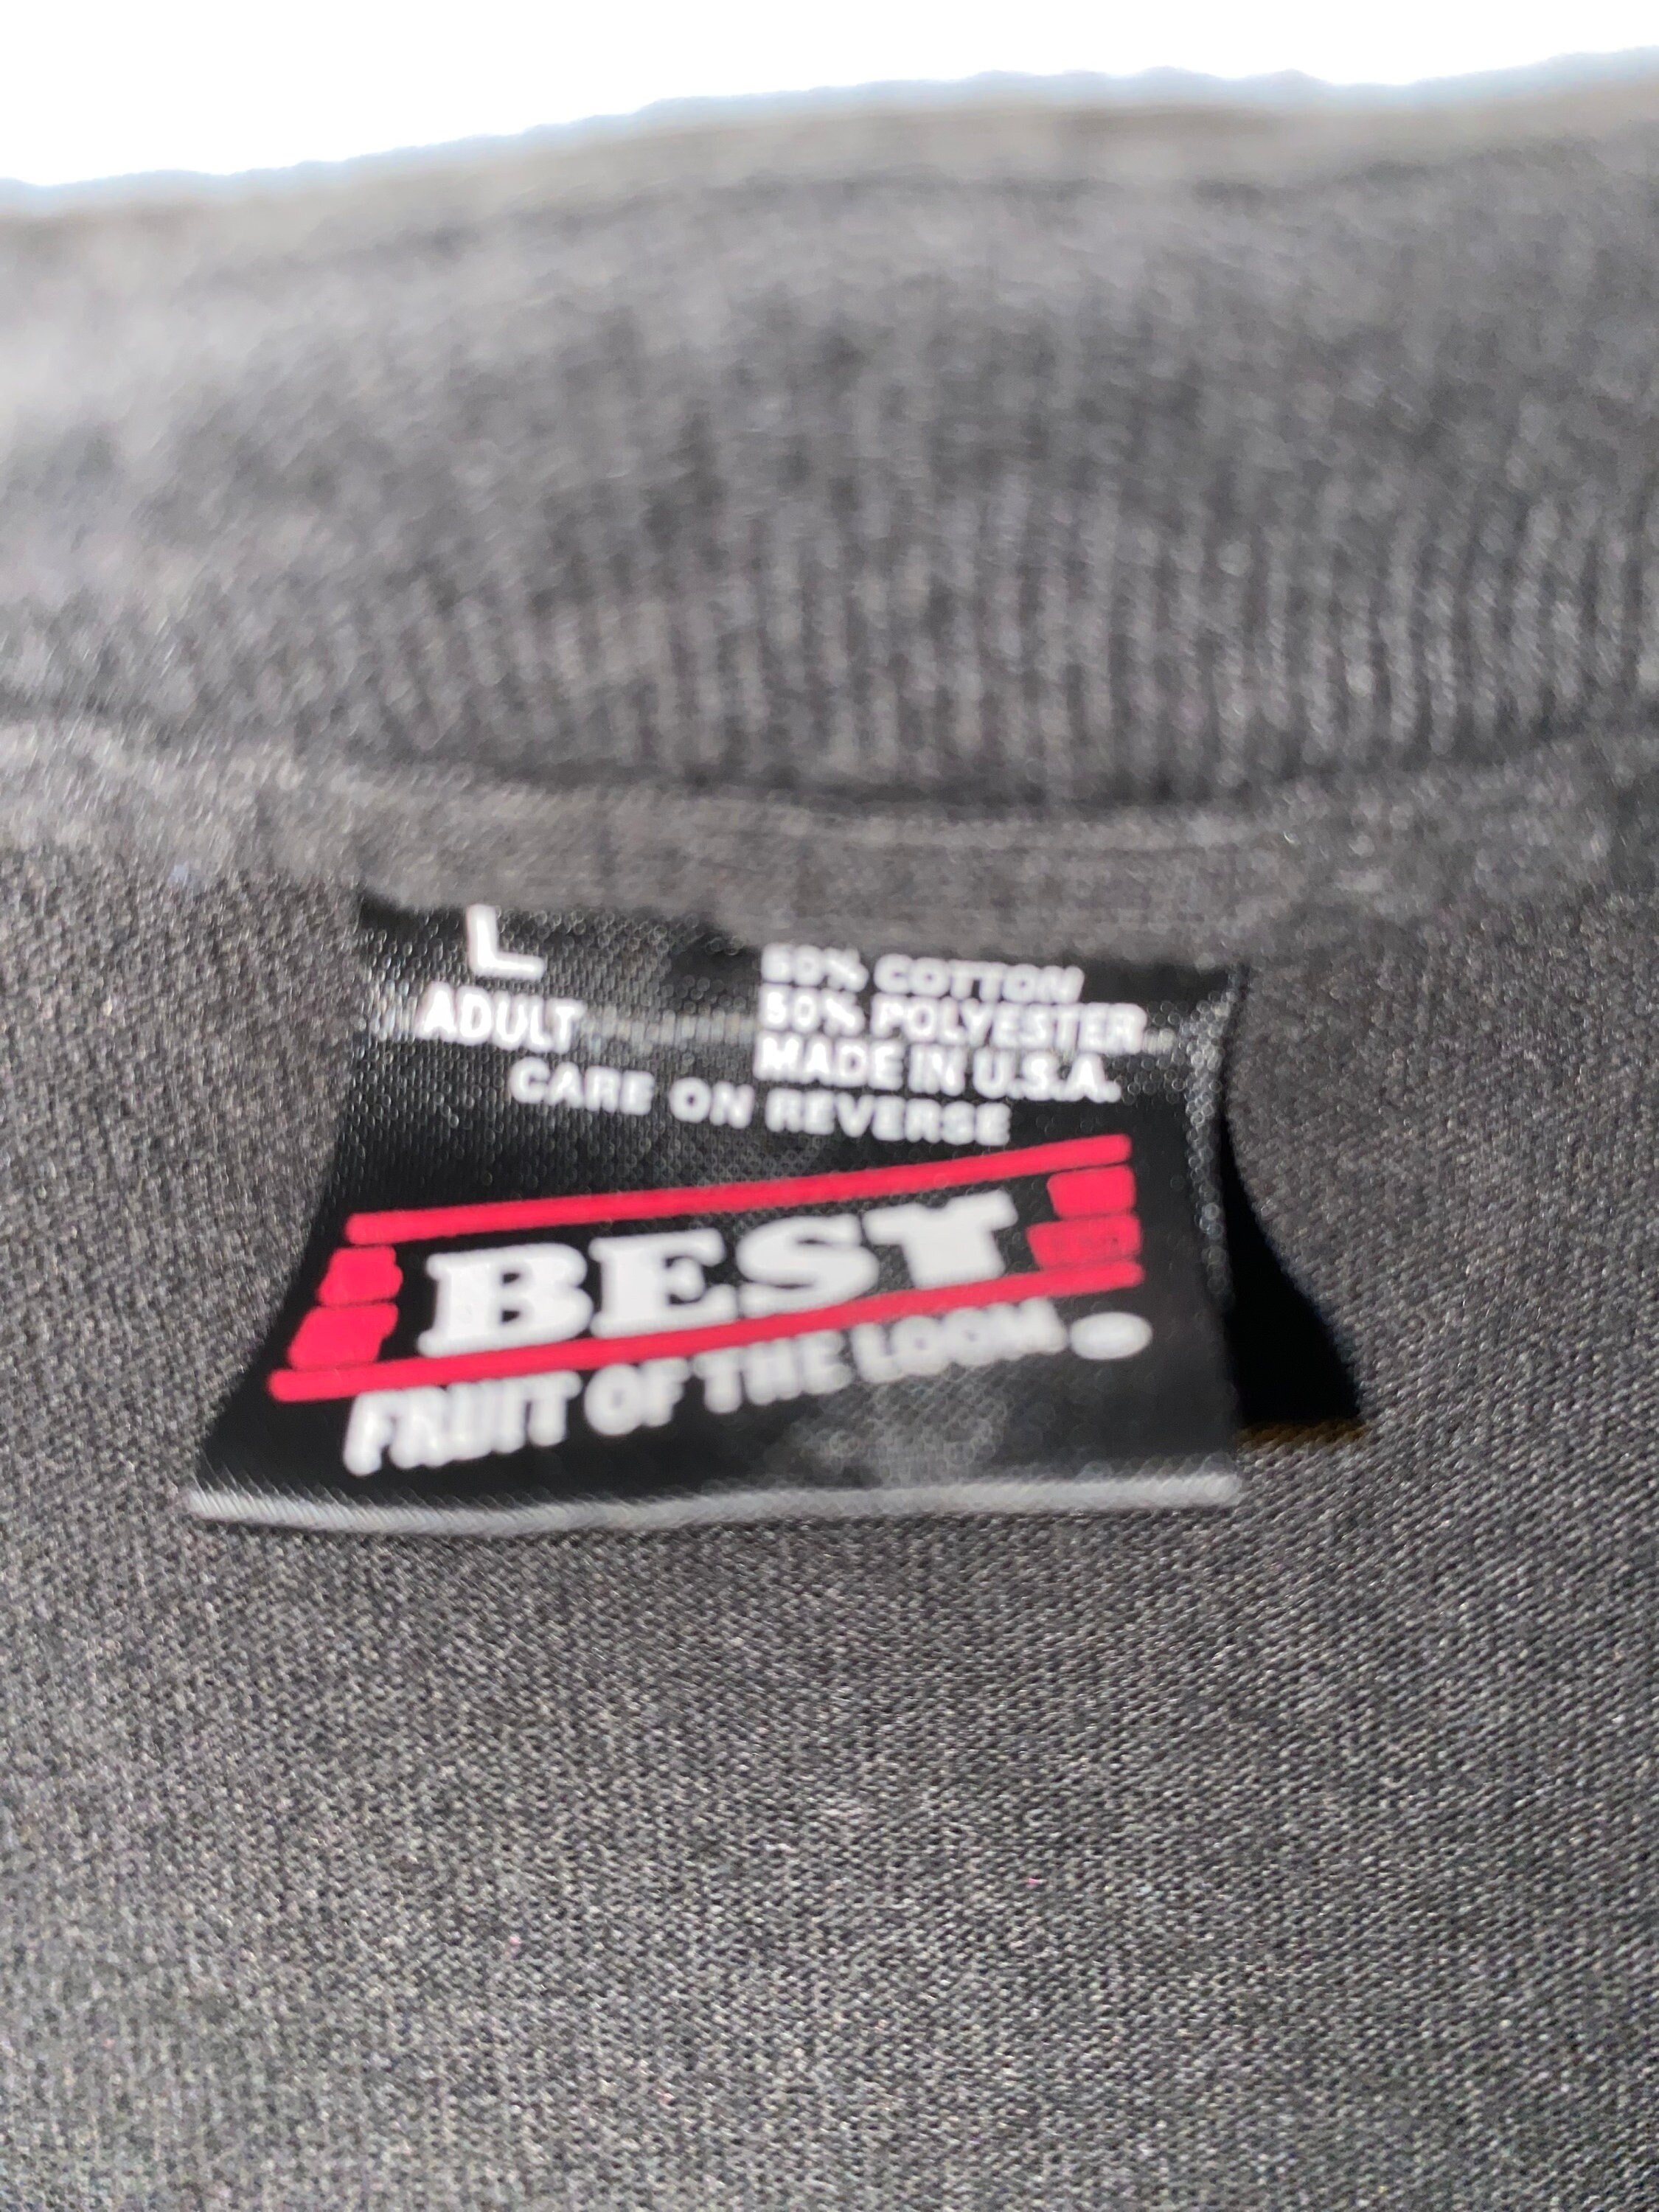 L
ADULT
50% COTTON
50% POLYESTER
MADE IN U.S.A.
CARE ON REVERSE
BEST
FRUIT OF THE LOOM.